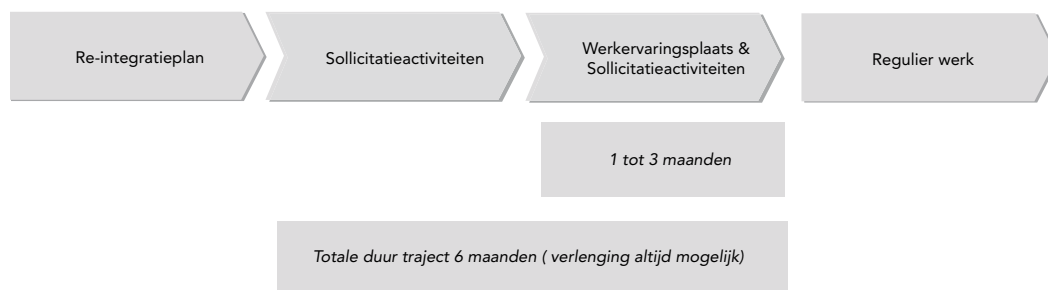 Re-integratieplan
Sollicitatieactiviteiten
Werkervaringsplaats &
Sollicitatieactiviteiten
Regulier werk
1 tot 3 maanden
Totale duur traject 6 maanden ( verlenging altijd mogelijk)